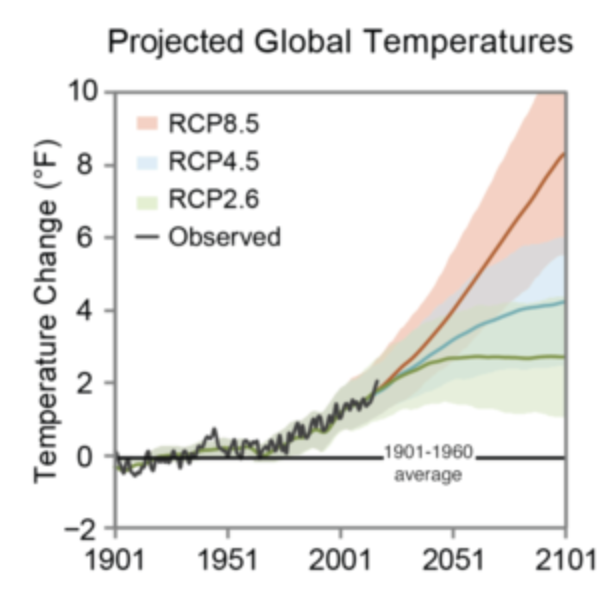 Projected Global Temperatures
Temperature Change (°F)
10
8
6
4
2
0
−2
RCP8.5
RCP4.5
RCP2.6
Observed
1901-1960
average
1901 1951 2001 2051 2101